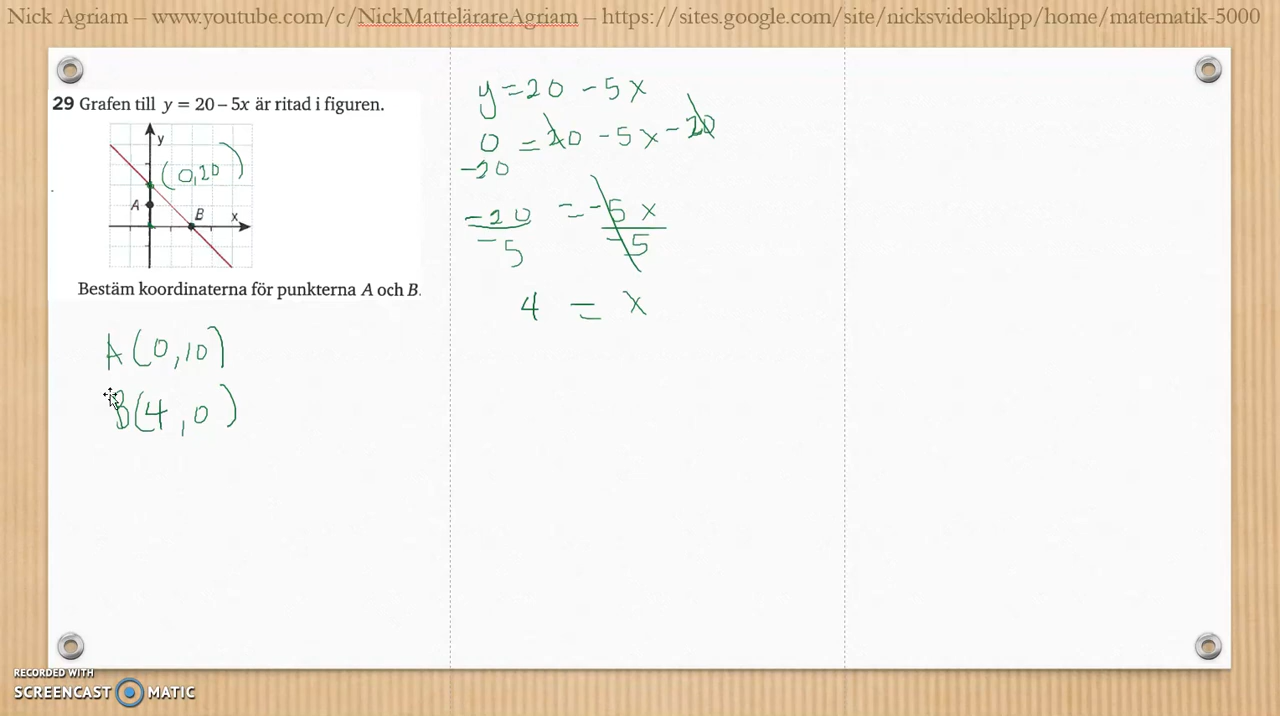 Nick Agriam – www.youtube.com/c/NickMattelärareAgriam – https://sites.google.com/site/nicksvideoklipp/home/matematik-5000
29 Grafen till y = 20 – 5x är ritad i figuren.
y
(0,20)
A
B
x
Bestäm koordinaterna för punkterna A och B.
A(0,10)
B(4,0)
y=20-5x
0 = 20 -5x-20
-20
-20 = -5x
-5 -5
4 = x
RECORDED WITH
SCREENCAST MATIC